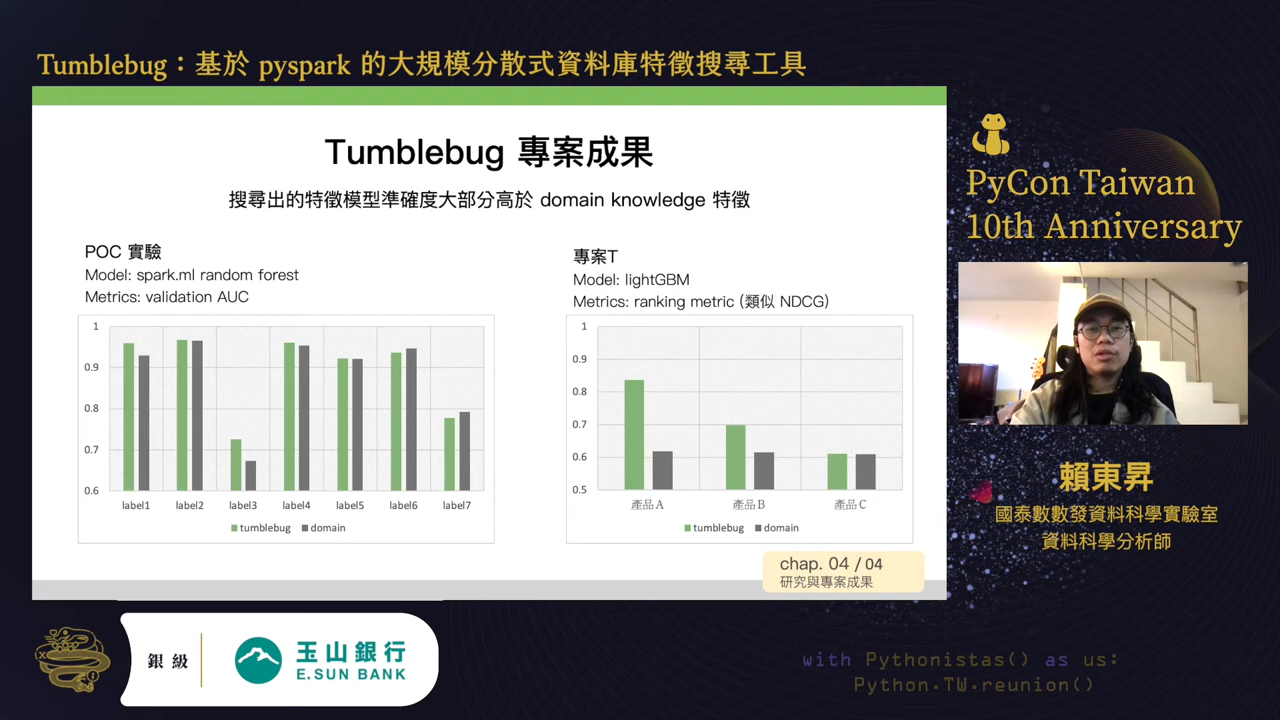 Tumblebug：基於 pyspark 的大規模分散式資料庫特徵搜尋工具
Tumblebug 專案成果
搜尋出的特徵模型準確度大部分高於 domain knowledge 特徵
POC 實驗
Model: spark.ml random forest
Metrics: validation AUC
1
0.9
0.8
0.7
0.6
label1 label2 label3 label4 label5 label6 label7
tumblebug domain
專案T
Model: lightGBM
Metrics: ranking metric (類似 NDCG)
1
0.9
0.8
0.7
0.6
0.5
產品A 產品B 產品C
tumblebug domain
chap. 04 / 04
研究與專案成果
PyCon Taiwan
10th Anniversary
賴東昇
國泰數數發資料科學實驗室
資料科學分析師
銀級
玉山銀行
E.SUN BANK
with Pythonistas() as us:
Python.TW.reunion()